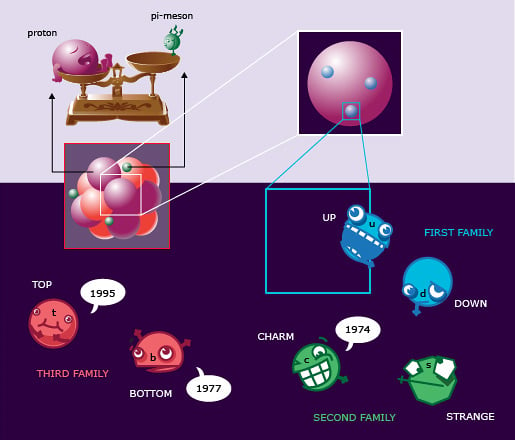 pi-meson
proton
UP
u
FIRST FAMILY
d
DOWN
TOP
1995
t
THIRD FAMILY
b
BOTTOM
1977
CHARM
1974
c
s
SECOND FAMILY
STRANGE